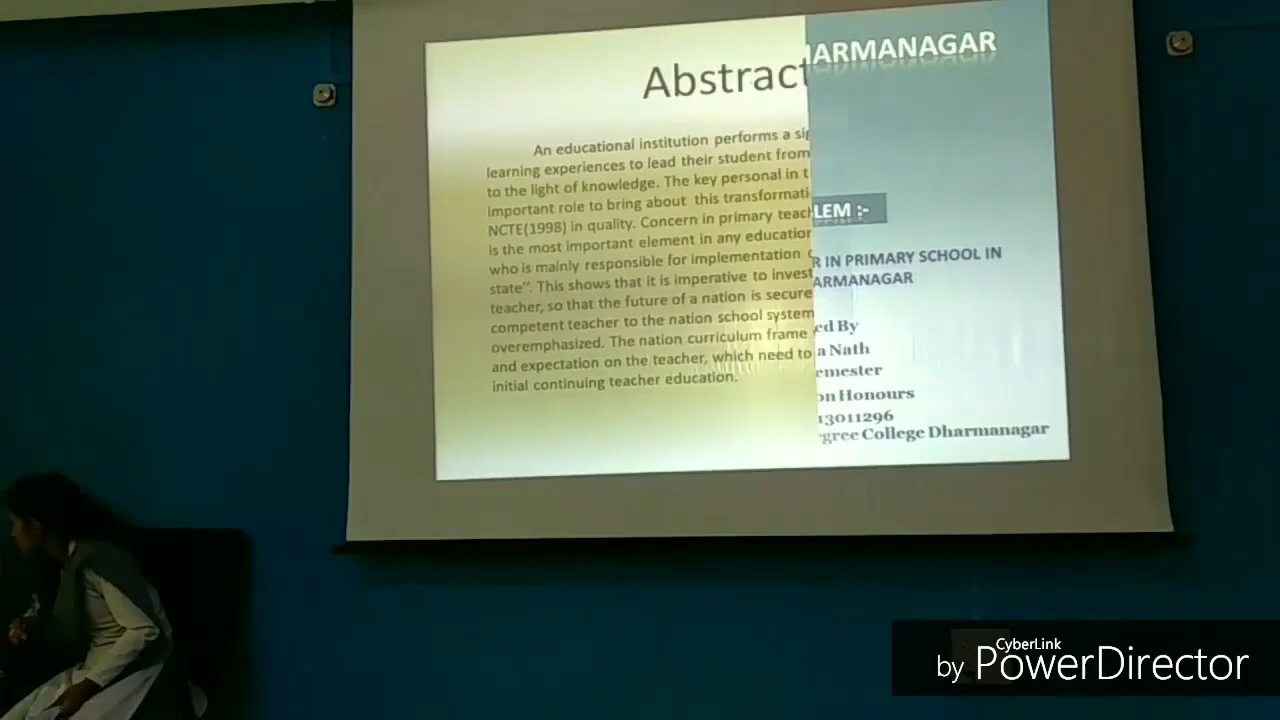 Abstract
An educational institution performs a sig
learning experiences to lead their student from
to the light of knowledge. The key personal in t
important role to bring about this transformati
NCTE(1998) in quality. Concern in primary teach
is the most important element in any education
who is mainly responsible for implementation
state”. This shows that it is imperative to invest
teacher, so that the future of a nation is secure
competent teacher to the nation school system
overemphasized. The nation curriculum frame
and expectation on the teacher, which need to
initial continuing teacher education.
ARMANAGAR
LEM :-
R IN PRIMARY SCHOOL IN
ARMANAGAR
ed By
a Nath
emester
on Honours
13011296
gree College Dharmanagar
CyberLink
by PowerDirector